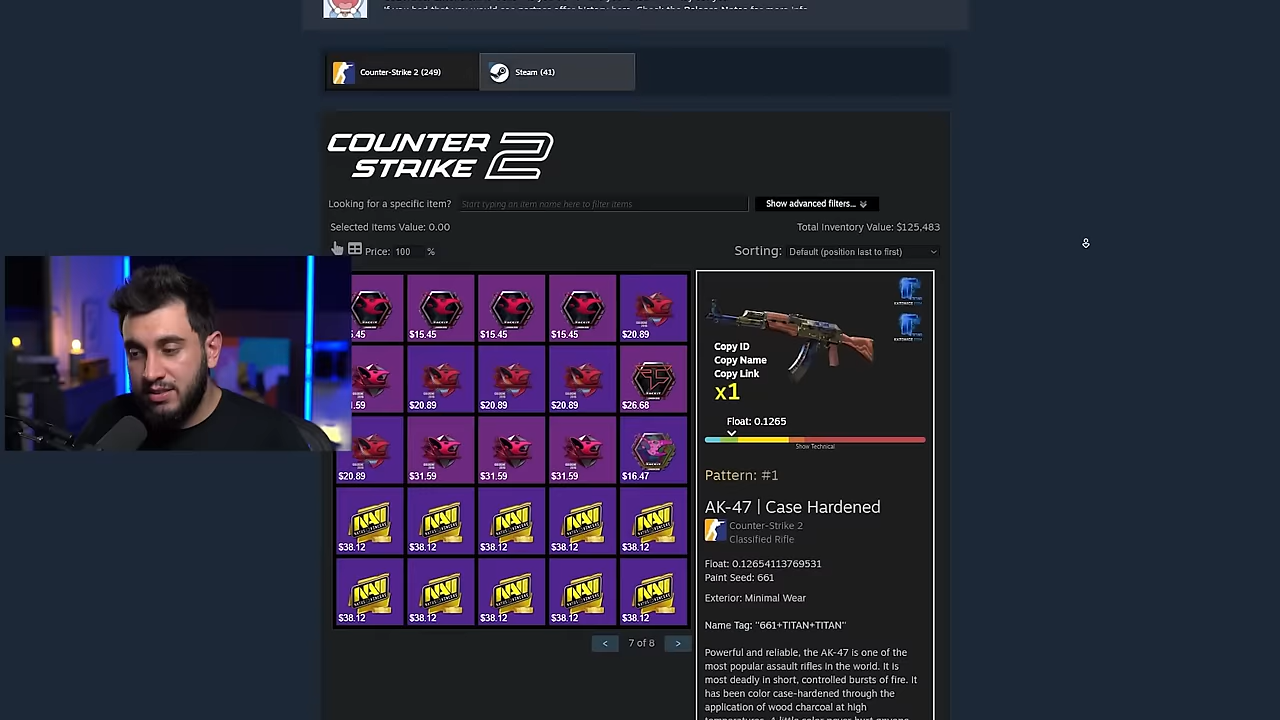 Counter-Strike 2 (249)
Steam (41)
COUNTER
STRIKE 2
Looking for a specific item?
Start typing an item name here to filter items
Show advanced filters...
Selected Items Value: 0.00
Total Inventory Value: $125,483
Price: 100 %
Sorting: Default (position last to first)
$15.45 $15.45 $15.45 $20.89
$20.89 $20.89 $20.89 $26.68
$20.89 $31.59 $31.59 $31.59 $16.47
$38.12 $38.12 $38.12 $38.12 $38.12
$38.12 $38.12 $38.12 $38.12 $38.12
< 7 of 8 >
Copy ID
Copy Name
Copy Link
x1
Float: 0.1265
Show Technical
Pattern: #1
AK-47 | Case Hardened
Counter-Strike 2
Classified Rifle
Float: 0.12654113769531
Paint Seed: 661
Exterior: Minimal Wear
Name Tag: ''661+TITAN+TITAN''
Powerful and reliable, the AK-47 is one of the
most popular assault rifles in the world. It is
most deadly in short, controlled bursts of fire. It
has been color case-hardened through the
application of wood charcoal at high